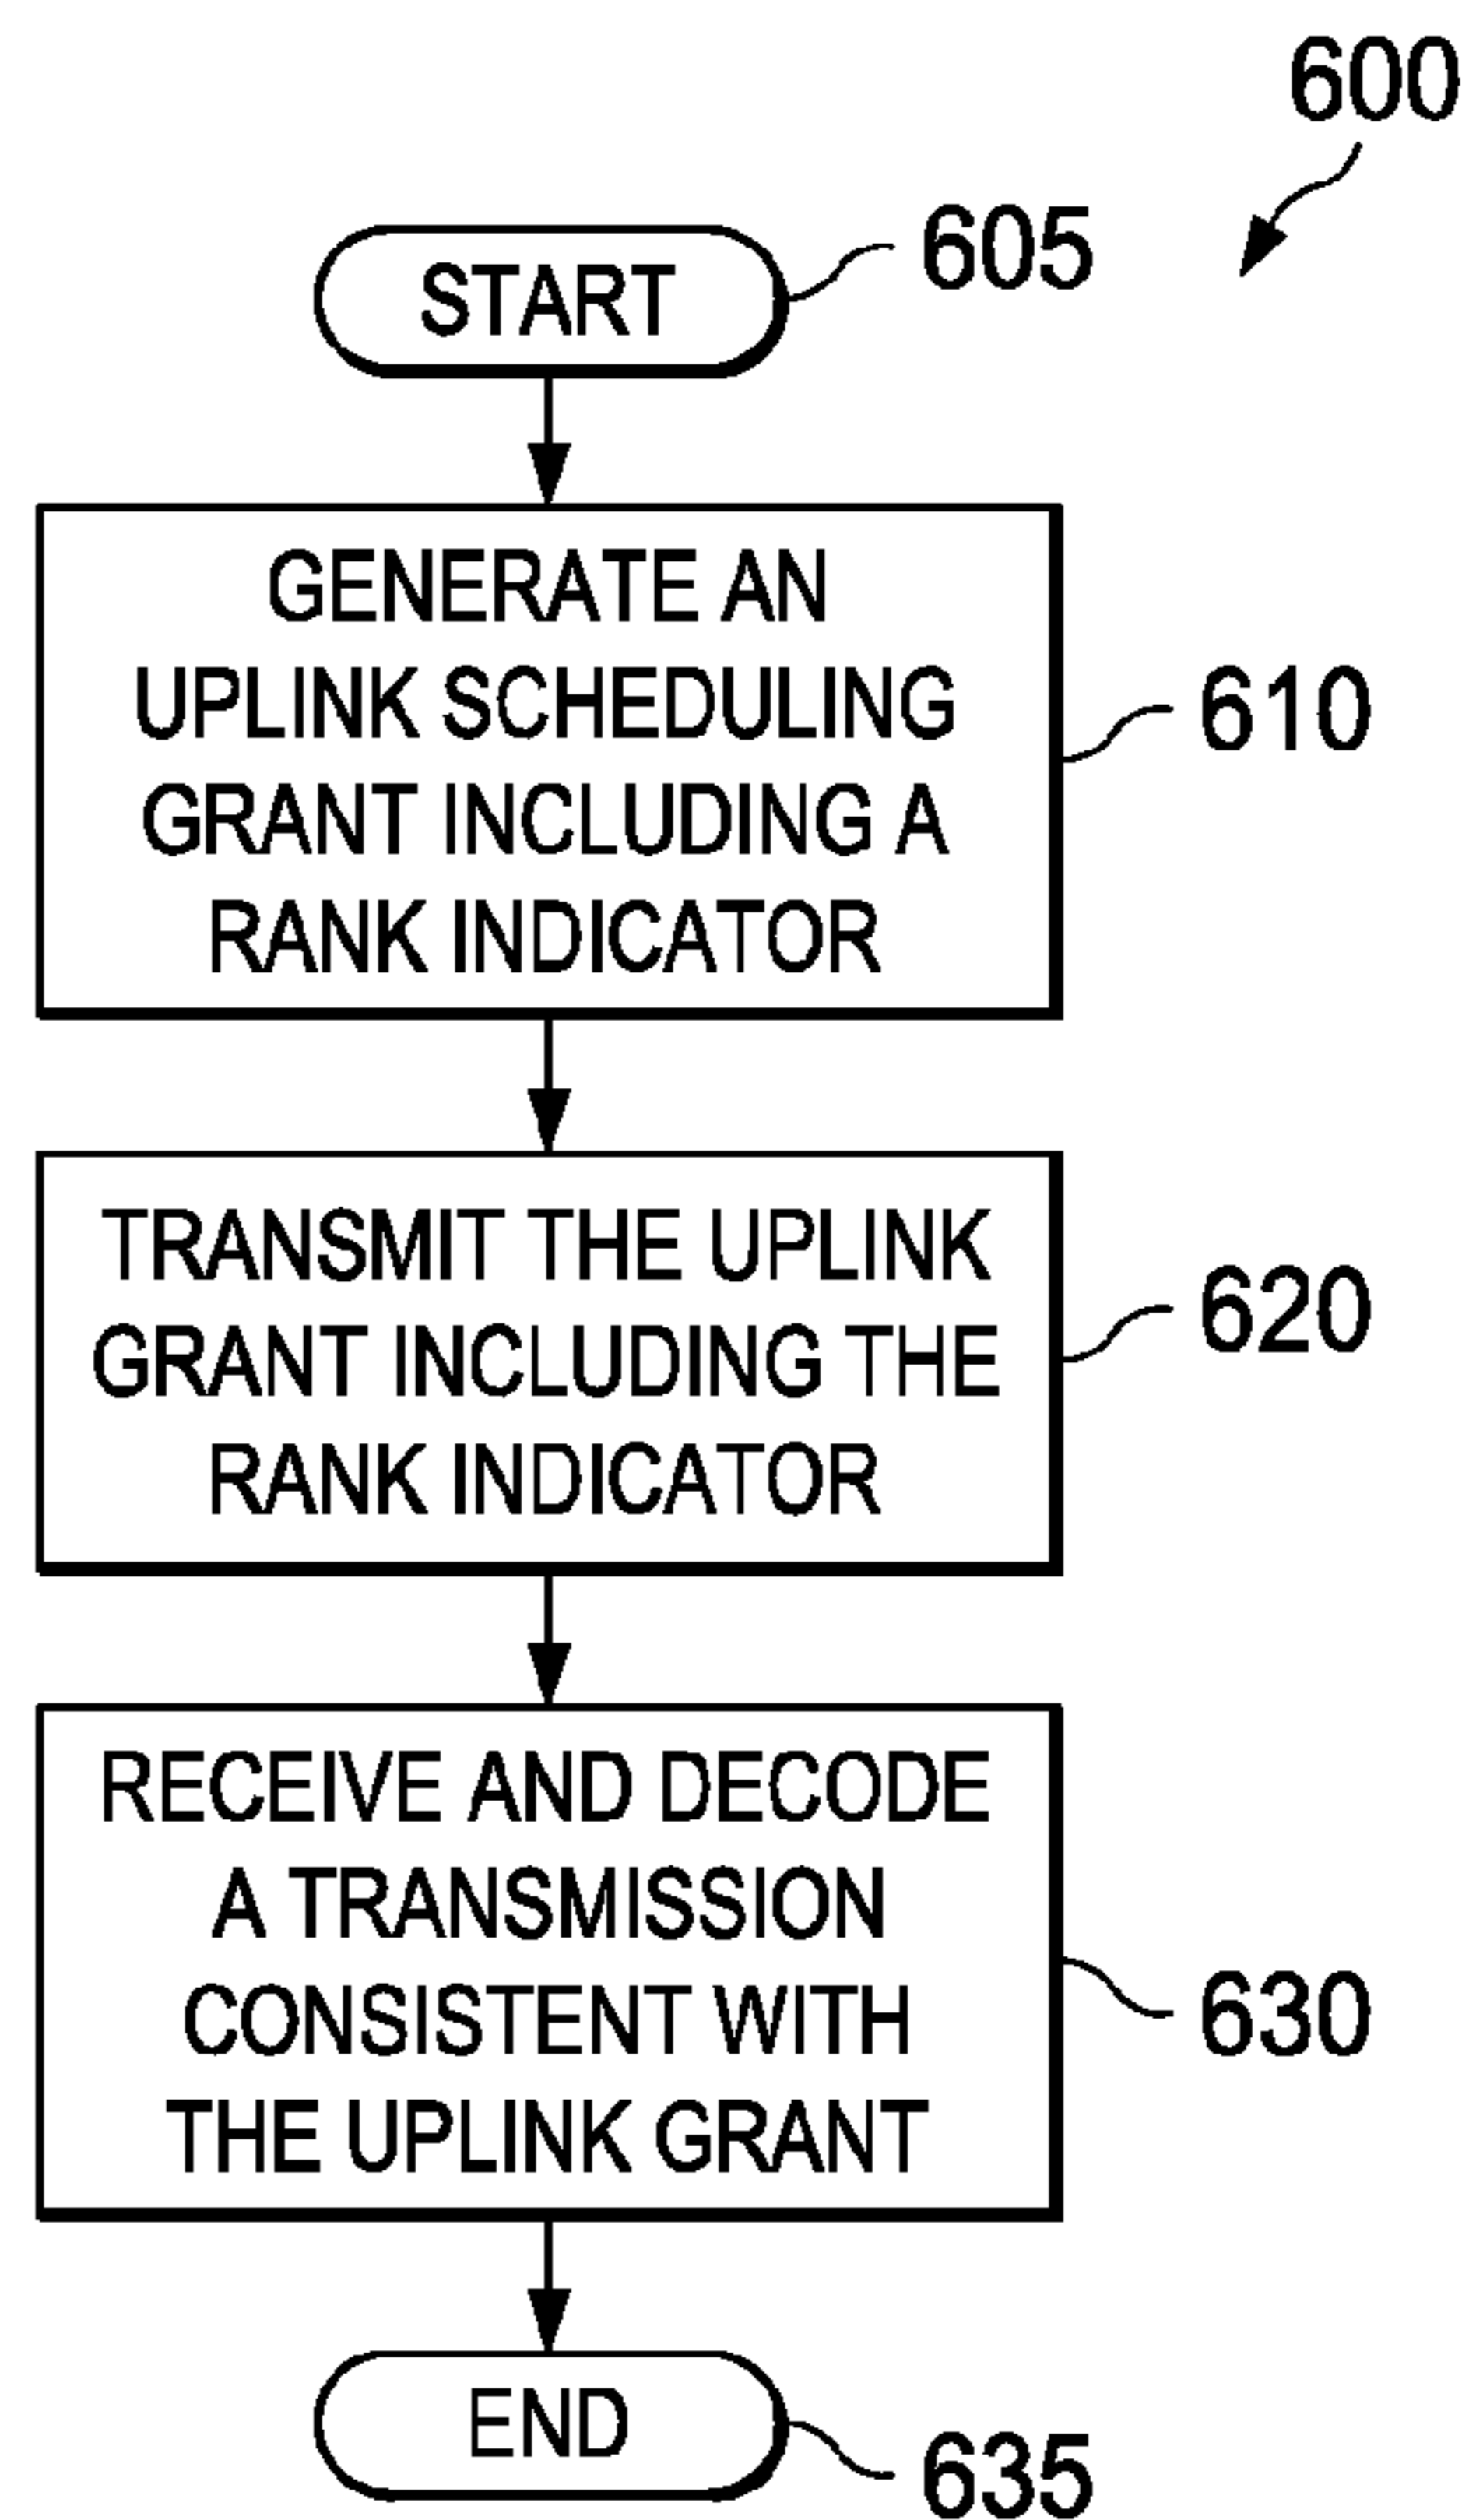 600
START
605
GENERATE AN
UPLINK SCHEDULING
GRANT INCLUDING A
RANK INDICATOR
610
TRANSMIT THE UPLINK
GRANT INCLUDING THE
RANK INDICATOR
620
RECEIVE AND DECODE
A TRANSMISSION
CONSISTENT WITH
THE UPLINK GRANT
630
END
635